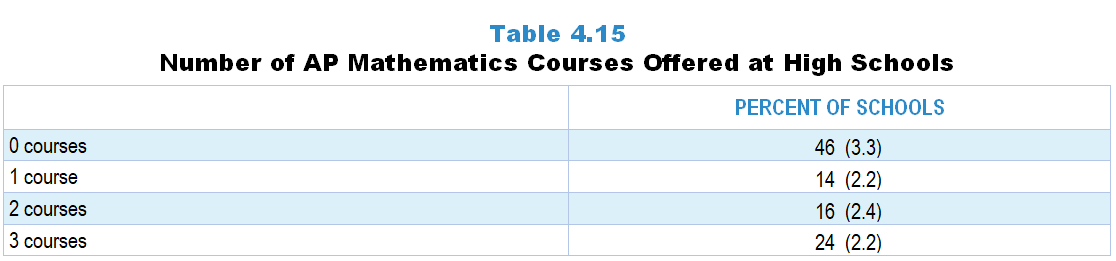 Table 4.15
Number of AP Mathematics Courses Offered at High Schools
PERCENT OF SCHOOLS
0 courses 46 (3.3)
1 course 14 (2.2)
2 courses 16 (2.4)
3 courses 24 (2.2)